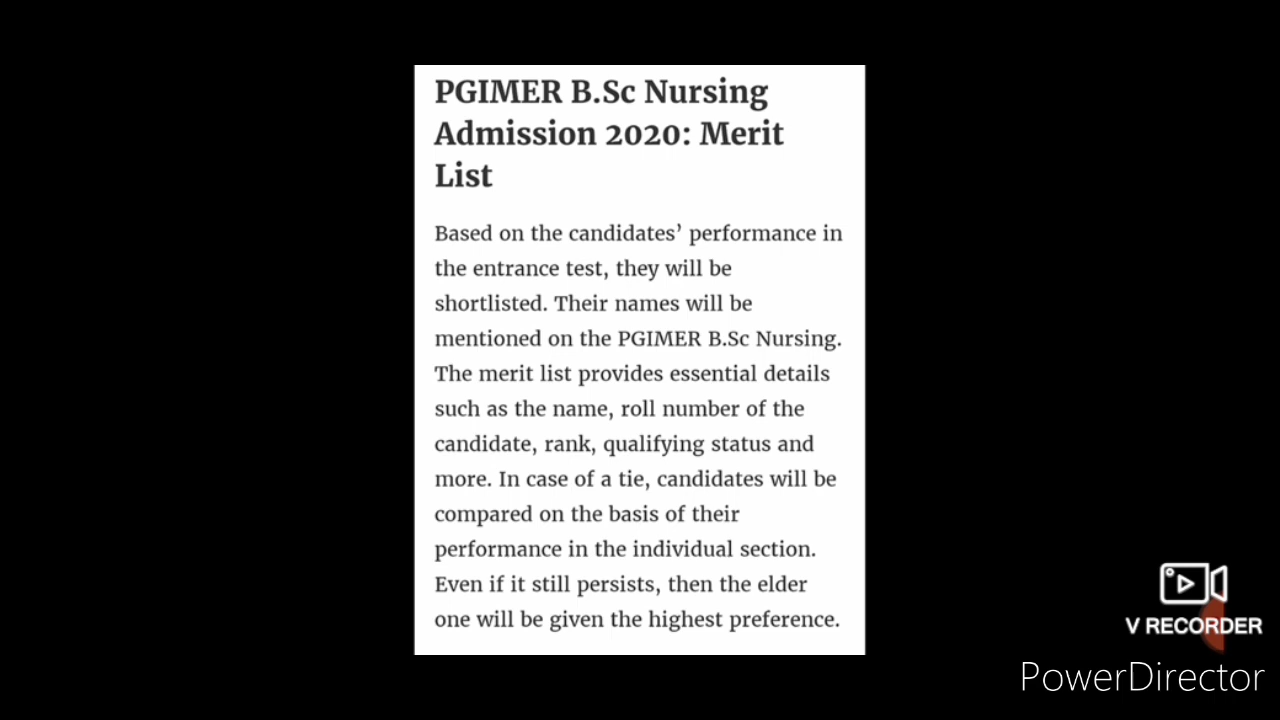 PGIMER B.Sc Nursing
Admission 2020: Merit
List
Based on the candidates’ performance in
the entrance test, they will be
shortlisted. Their names will be
mentioned on the PGIMER B.Sc Nursing.
The merit list provides essential details
such as the name, roll number of the
candidate, rank, qualifying status and
more. In case of a tie, candidates will be
compared on the basis of their
performance in the individual section.
Even if it still persists, then the elder
one will be given the highest preference.
V RECORDER
PowerDirector